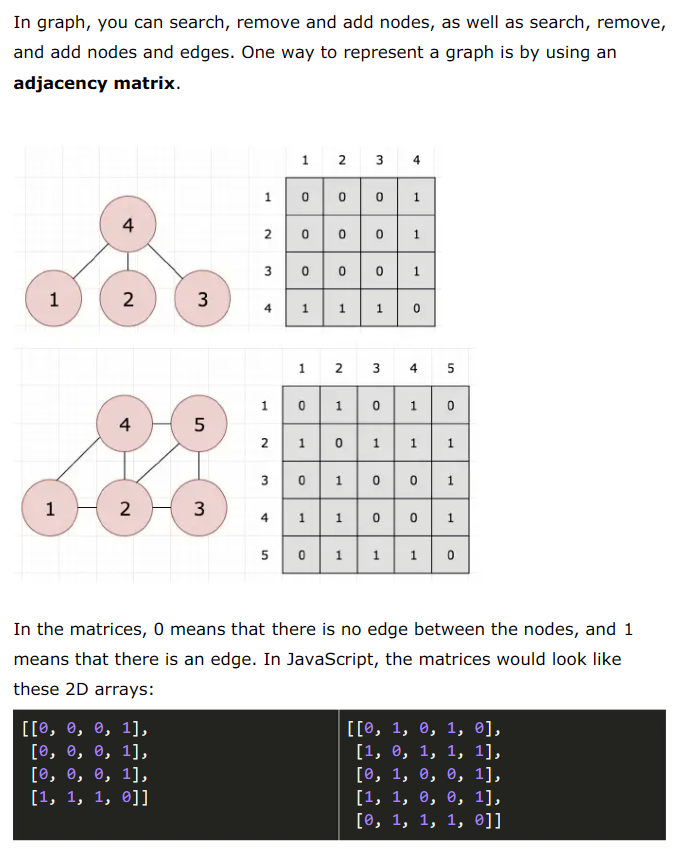 In graph, you can search, remove and add nodes, as well as search, remove,
and add nodes and edges. One way to represent a graph is by using an
adjacency matrix.
1 2 3 4
1 0 0 0 1
4
2 0 0 0 1
3 0 0 0 1
1 2 3
4 1 1 1 0
1 2 3 4 5
1 0 1 0 1 0
4 5
2 1 0 1 1 1
3 0 1 0 0 1
1 2 3
4 1 1 0 0 1
5 0 1 1 1 0
In the matrices, 0 means that there is no edge between the nodes, and 1
means that there is an edge. In JavaScript, the matrices would look like
these 2D arrays:
[[0, 0, 0, 1],
[0, 0, 0, 1],
[0, 0, 0, 1],
[1, 1, 1, 0]]
[[0, 1, 0, 1, 0],
[1, 0, 1, 1, 1],
[0, 1, 0, 0, 1],
[1, 1, 0, 0, 1],
[0, 1, 1, 1, 0]]